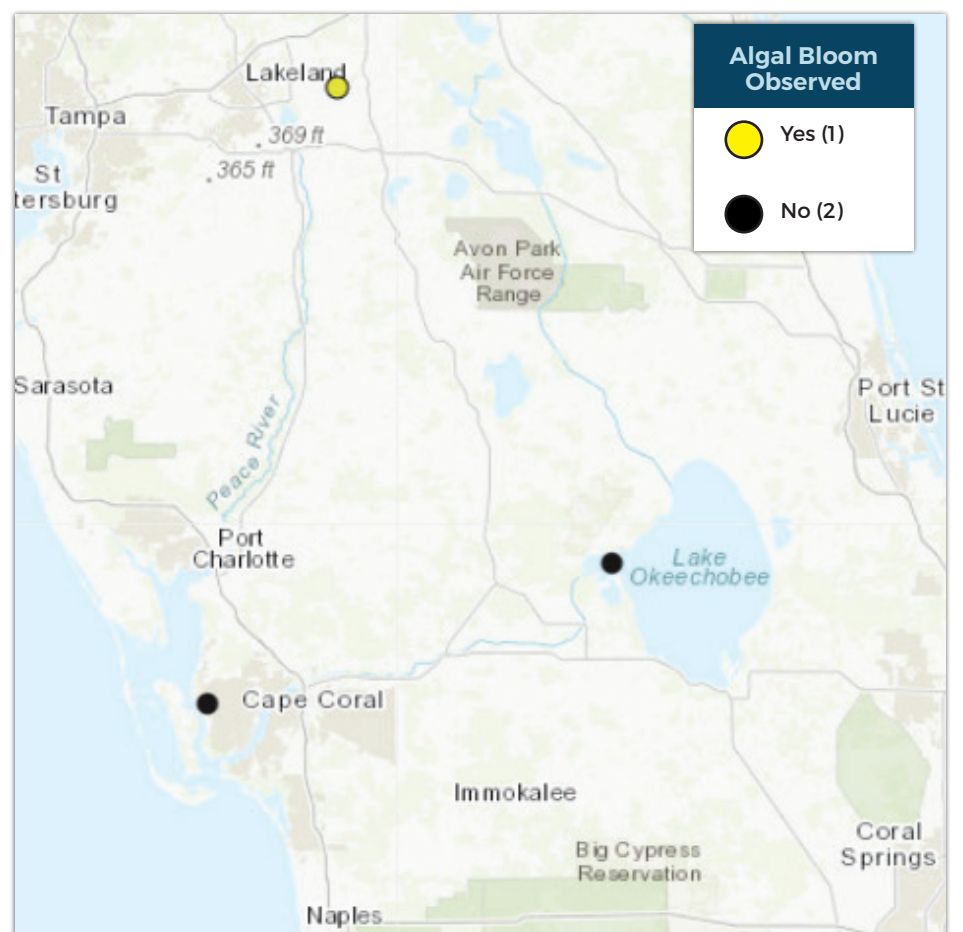 Algal Bloom
Observed
Yes (1)
No (2)
Lakeland
Tampa
369 ft
365 ft
St
tersburg
Avon Park
Air Force
Range
Sarasota
Port St
Lucie
Peace River
Port
Charlotte
Lake
Okeechobee
Cape Coral
Immokalee
Coral
Springs
Big Cypress
Reservation
Naples